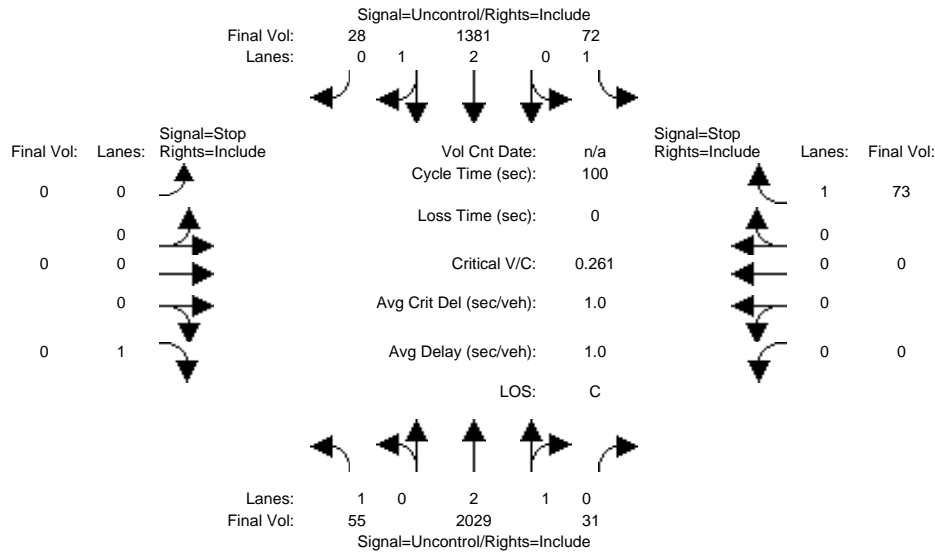 Signal=Uncontrol/Rights=Include
Final Vol: 28 1381 72
Lanes: 0 1 2 0 1
Signal=Stop
Final Vol: Lanes: Rights=Include
Vol Cnt Date: n/a
Signal=Stop
Rights=Include Lanes: Final Vol:
Cycle Time (sec): 100
0 0
1 73
Loss Time (sec): 0
0
0
0 0
Critical V/C: 0.261
0 0
0
Avg Crit Del (sec/veh): 1.0
0
0 1
Avg Delay (sec/veh): 1.0
0 0
LOS: C
Lanes: 1 0 2 1 0
Final Vol: 55 2029 31
Signal=Uncontrol/Rights=Include